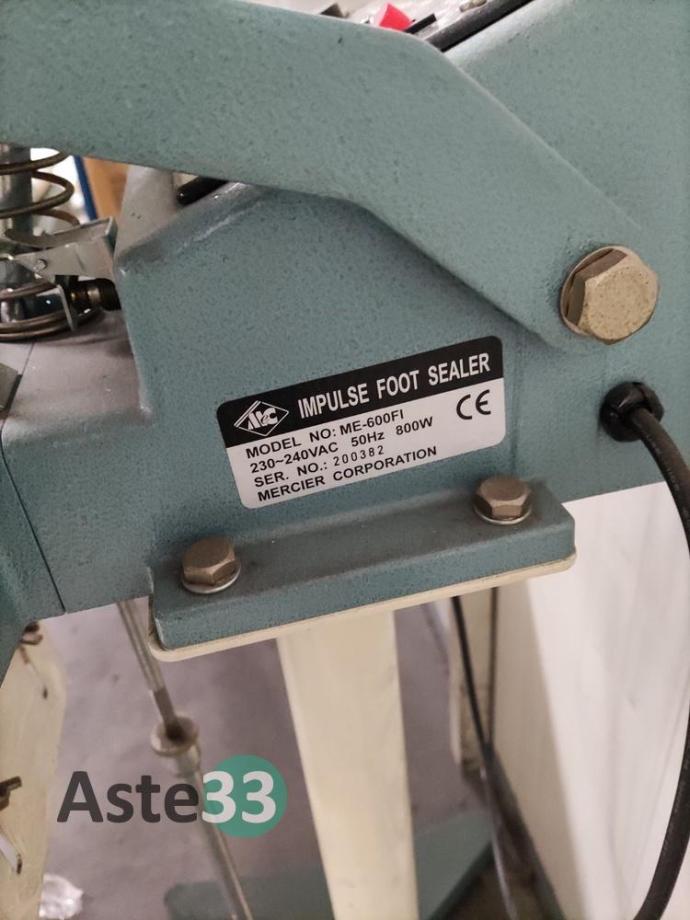 IMPULSE FOOT SEALER
MODEL NO: ME-600FI
230~240VAC 50Hz 800W
SER. NO.: 200382
MERCIER CORPORATION
CE
Aste33